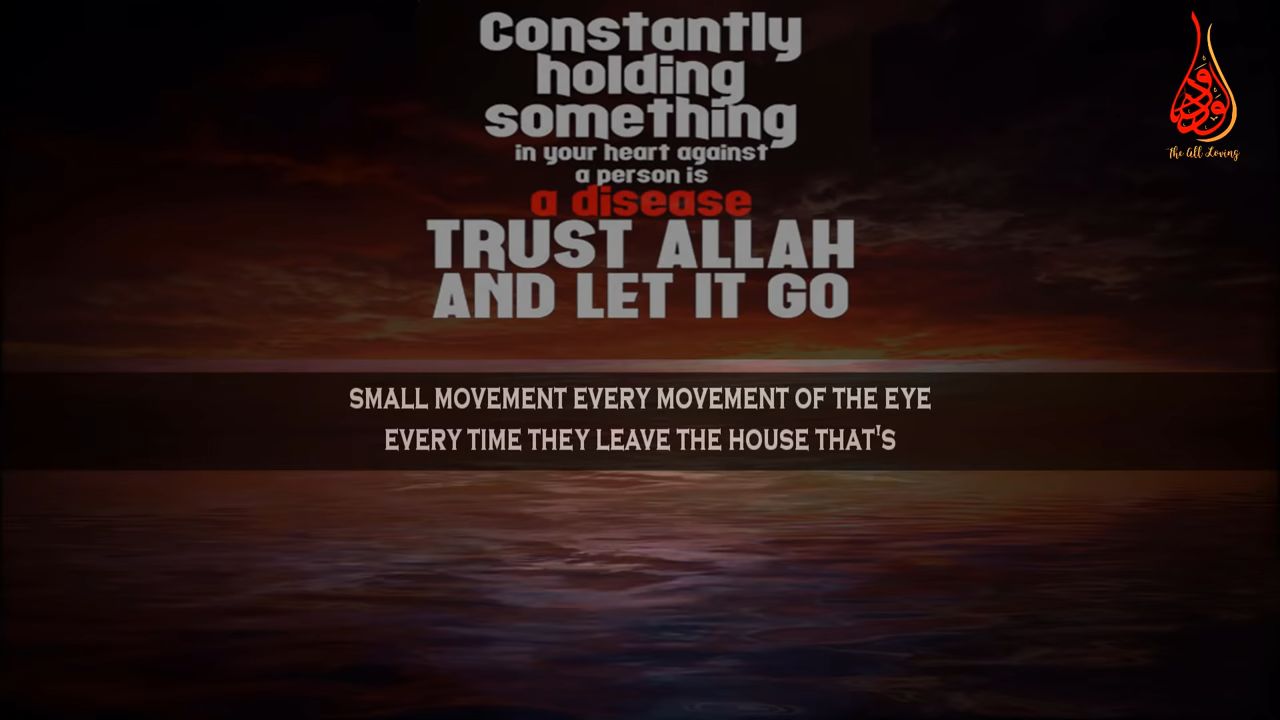 Constantly
holding
something
in your heart against
a person is
a disease
TRUST ALLAH
AND LET IT GO
SMALL MOVEMENT EVERY MOVEMENT OF THE EYE
EVERY TIME THEY LEAVE THE HOUSE THAT'S
The All Loving